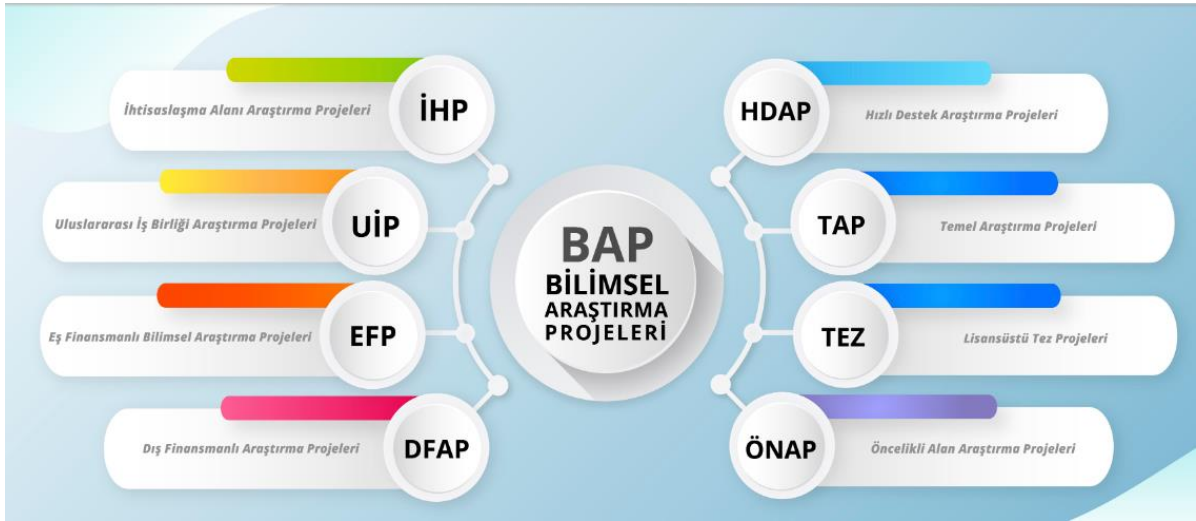 İhtisaslaşma Alanı Araştırma Projeleri
İHP
Uluslararası İş Birliği Araştırma Projeleri
UİP
Eş Finansmanlı Bilimsel Araştırma Projeleri
EFP
Dış Finansmanlı Araştırma Projeleri
DFAP
BAP
BİLİMSEL
ARAŞTIRMA
PROJELERİ
HDAP
Hızlı Destek Araştırma Projeleri
TAP
Temel Araştırma Projeleri
TEZ
Lisansüstü Tez Projeleri
ÖNAP
Öncelikli Alan Araştırma Projeleri